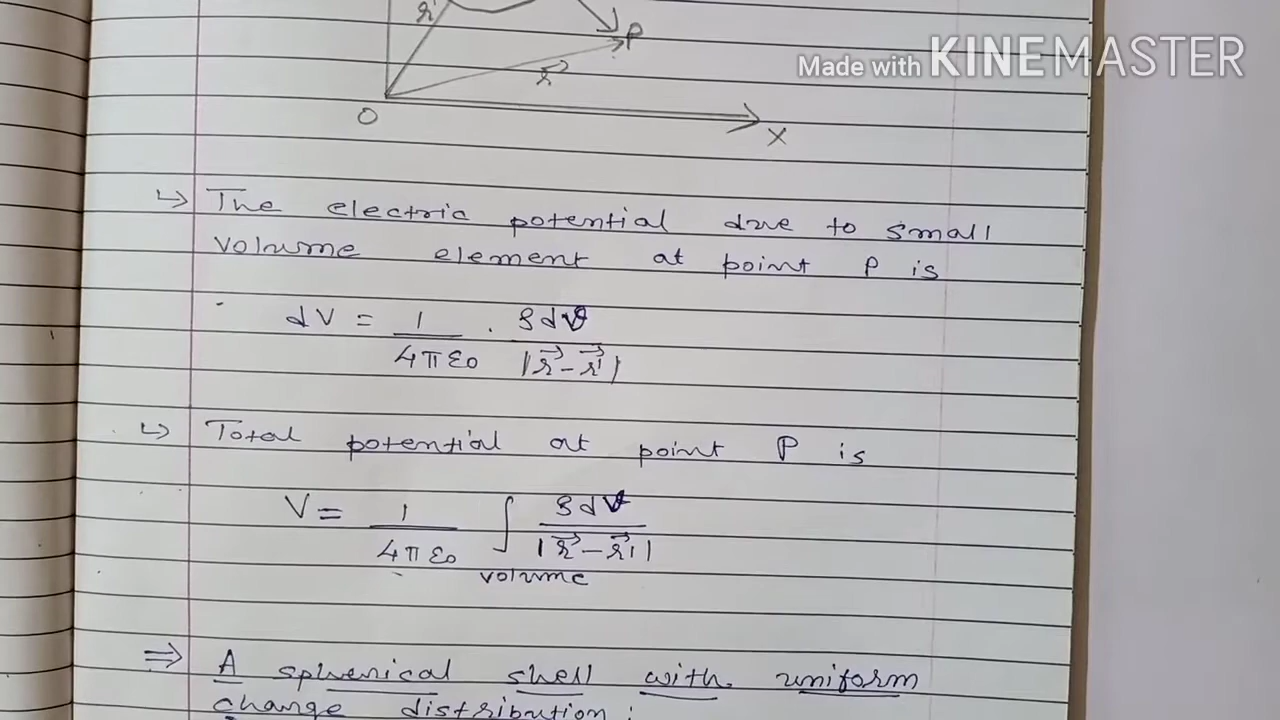 r'
P
Made with KINEMASTER
r⃗
O
X
↳ The electric potential due to small
volume element at point P is
dV = 1/4πε₀ . ρdV/|r⃗-r⃗'|
↳ Total potential at point P is
V = 1/4πε₀ ∫ ρdV/|r⃗-r⃗'|
volume
⇒ A spherical shell with uniform
charge distribution :